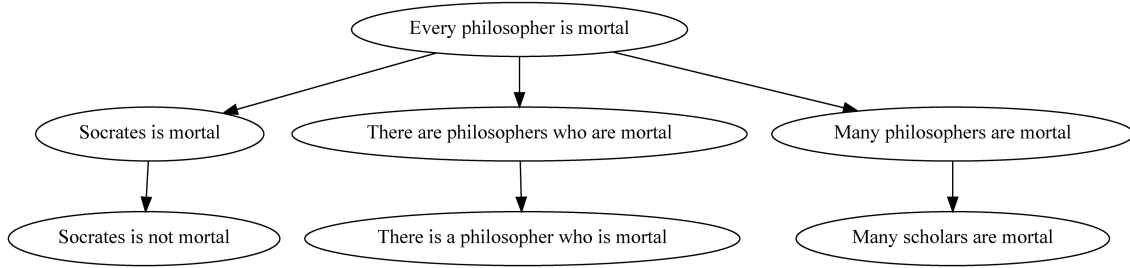 Every philosopher is mortal
Socrates is mortal
There are philosophers who are mortal
Many philosophers are mortal
Socrates is not mortal
There is a philosopher who is mortal
Many scholars are mortal